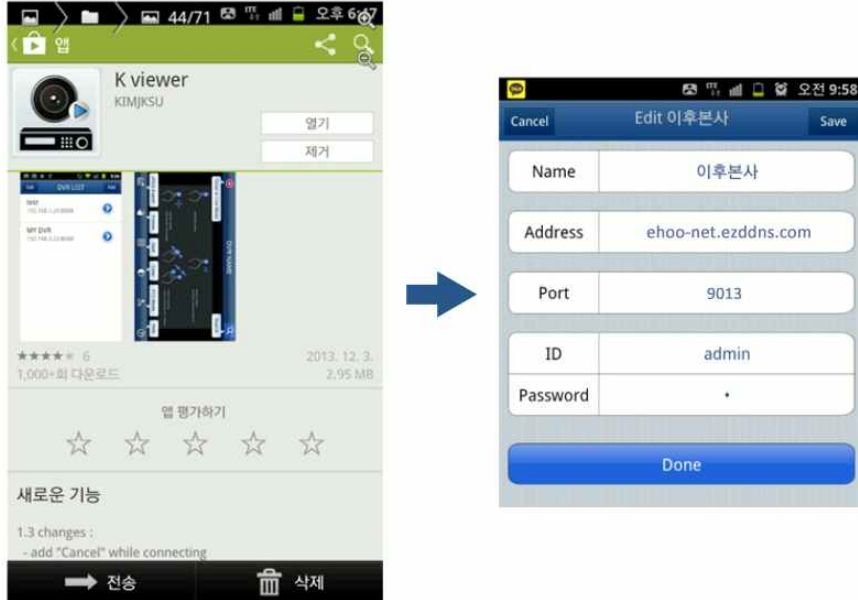 44/71
오후 6:47
앱
K viewer
KIMJKSU
열기
제거
DVR LIST
MY DVR
DVR NAME
6
2013. 12. 3.
1,000+회 다운로드
2.95 MB
앱 평가하기
새로운 기능
1.3 changes :
- add "Cancel" while connecting
전송
삭제
오전 9:58
Cancel
Edit 이후본사
Save
Name
이후본사
Address
ehoo-net.ezddns.com
Port
9013
ID
admin
Password
Done